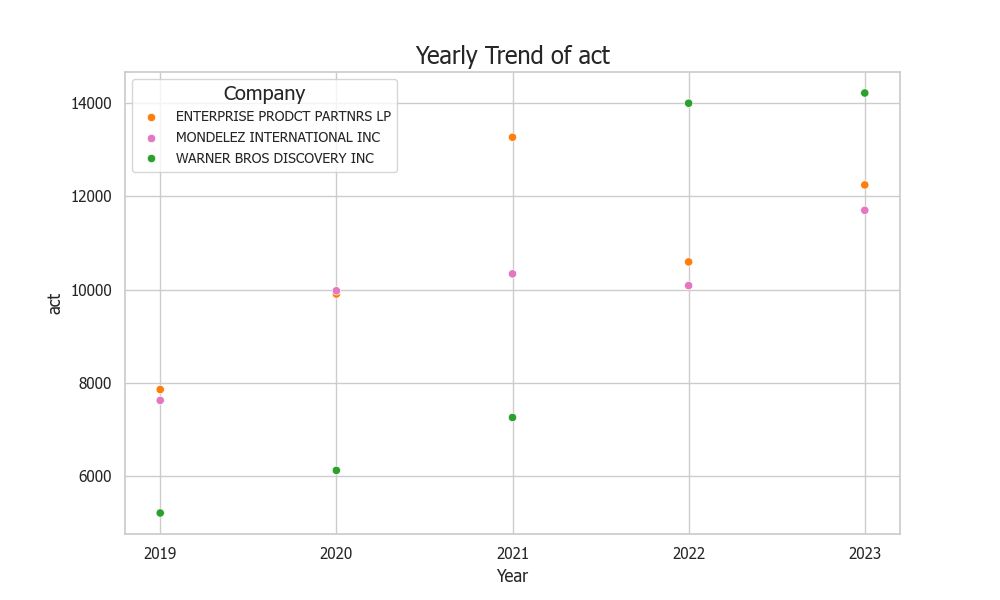 Yearly Trend of act
Company
ENTERPRISE PRODCT PARTNRS LP
MONDELEZ INTERNATIONAL INC
WARNER BROS DISCOVERY INC
14000
12000
10000
8000
6000
act
2019 2020 2021 2022 2023
Year